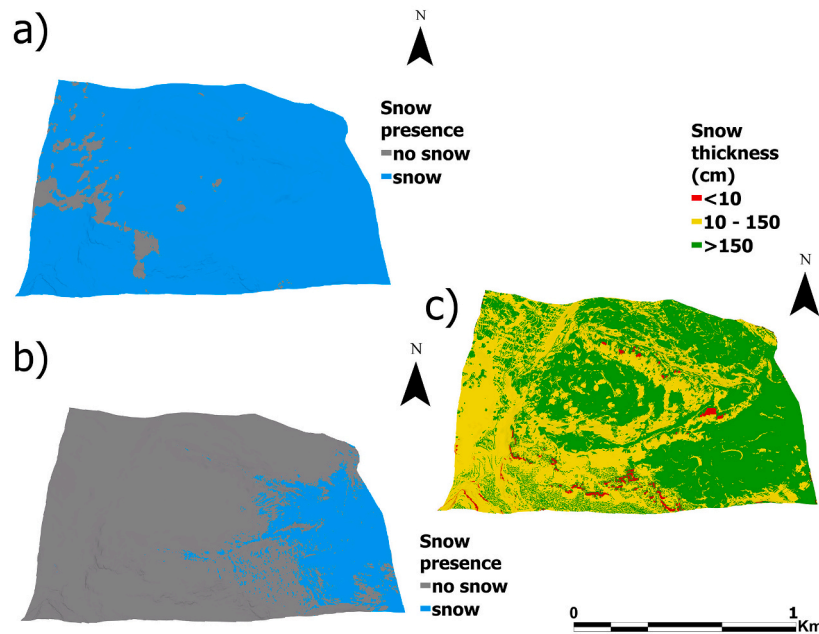 a)
N
Snow
presence
no snow
snow
Snow
thickness
(cm)
<10
10 - 150
>150
N
c)
b)
N
Snow
presence
no snow
snow
0
1
Km